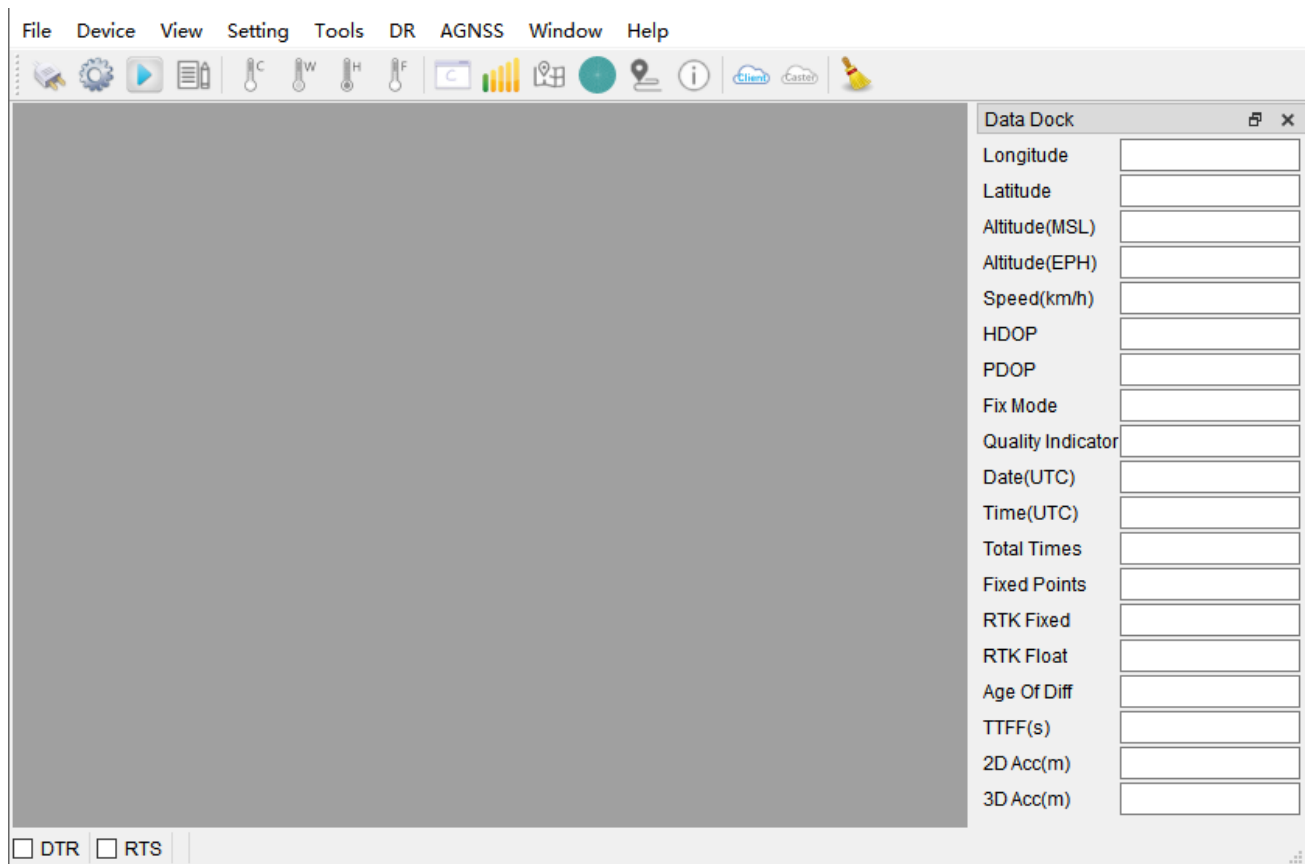 File Device View Setting Tools DR AGNSS Window Help
C W H F C Client Caster
Data Dock
Longitude
Latitude
Altitude(MSL)
Altitude(EPH)
Speed(km/h)
HDOP
PDOP
Fix Mode
Quality Indicator
Date(UTC)
Time(UTC)
Total Times
Fixed Points
RTK Fixed
RTK Float
Age Of Diff
TTFF(s)
2D Acc(m)
3D Acc(m)
DTR RTS